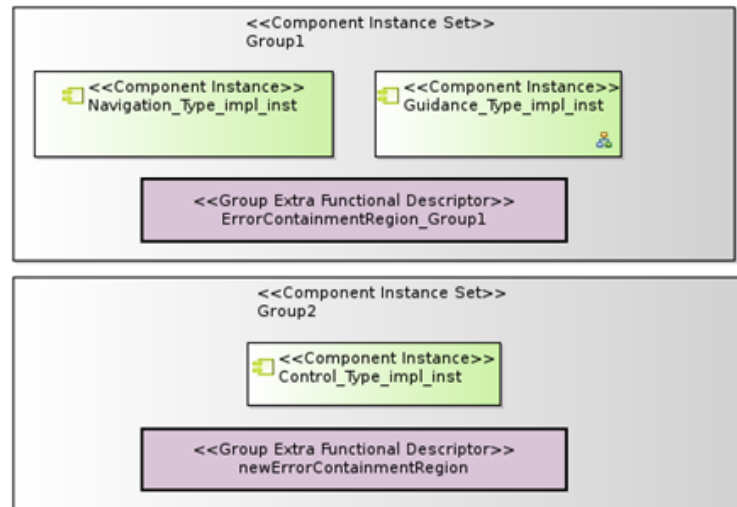 <<Component Instance Set>>
Group1
<<Component Instance>>
Navigation_Type_impl_inst
<<Component Instance>>
Guidance_Type_impl_inst
<<Group Extra Functional Descriptor>>
ErrorContainmentRegion_Group1
<<Component Instance Set>>
Group2
<<Component Instance>>
Control_Type_impl_inst
<<Group Extra Functional Descriptor>>
newErrorContainmentRegion